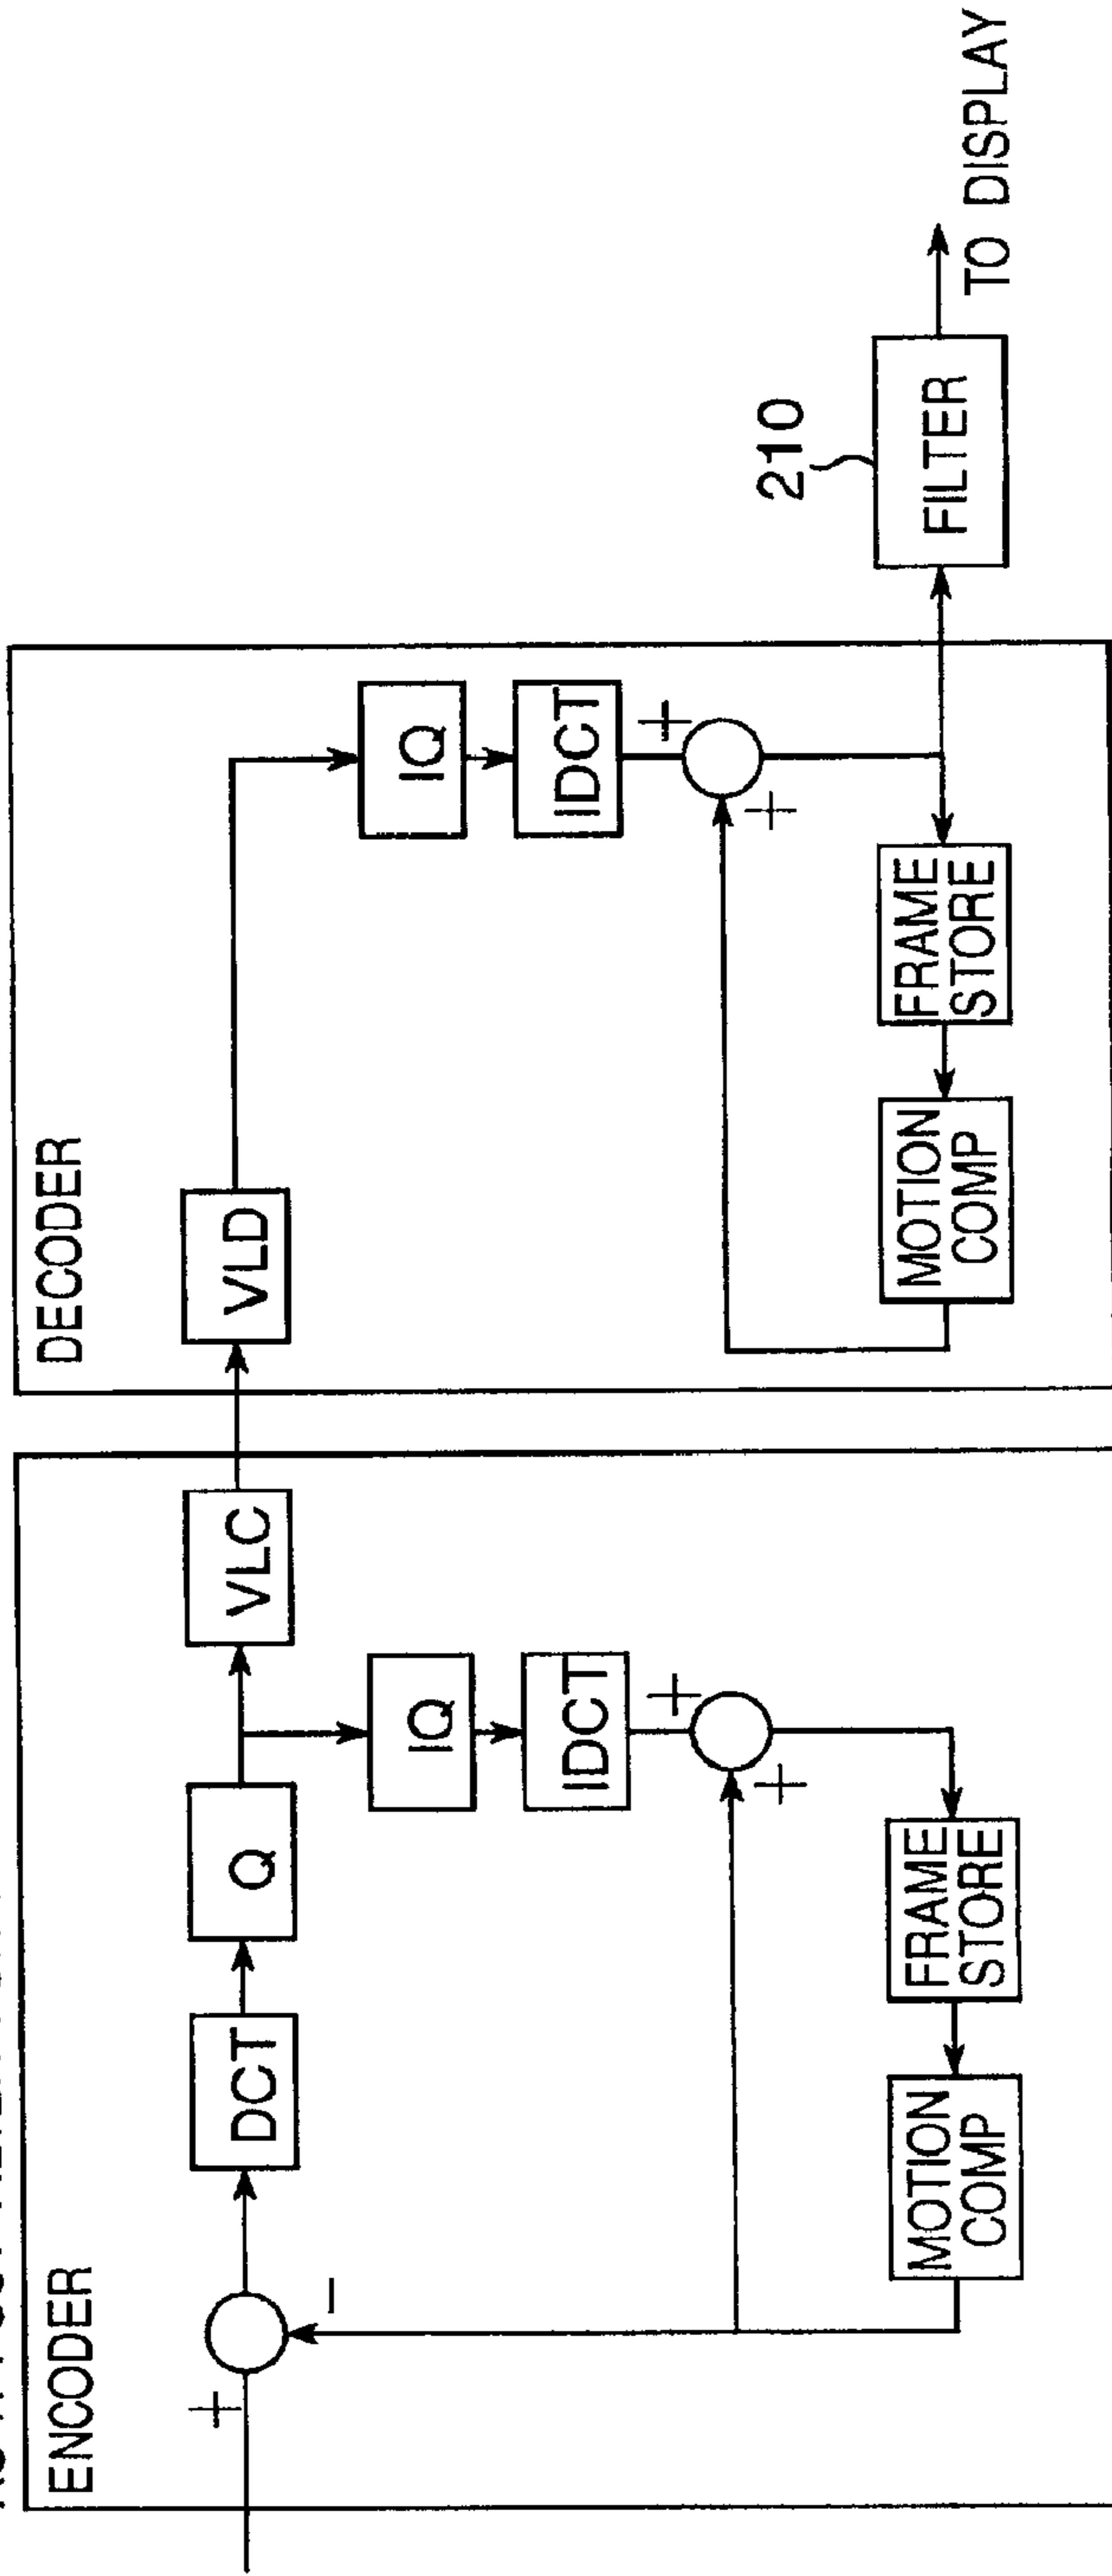 ENCODER
+
−
DCT
Q
VLC
IQ
IDCT
+
+
FRAME
STORE
MOTION
COMP
DECODER
VLD
IQ
IDCT
+
+
FRAME
STORE
MOTION
COMP
210
FILTER
TO DISPLAY